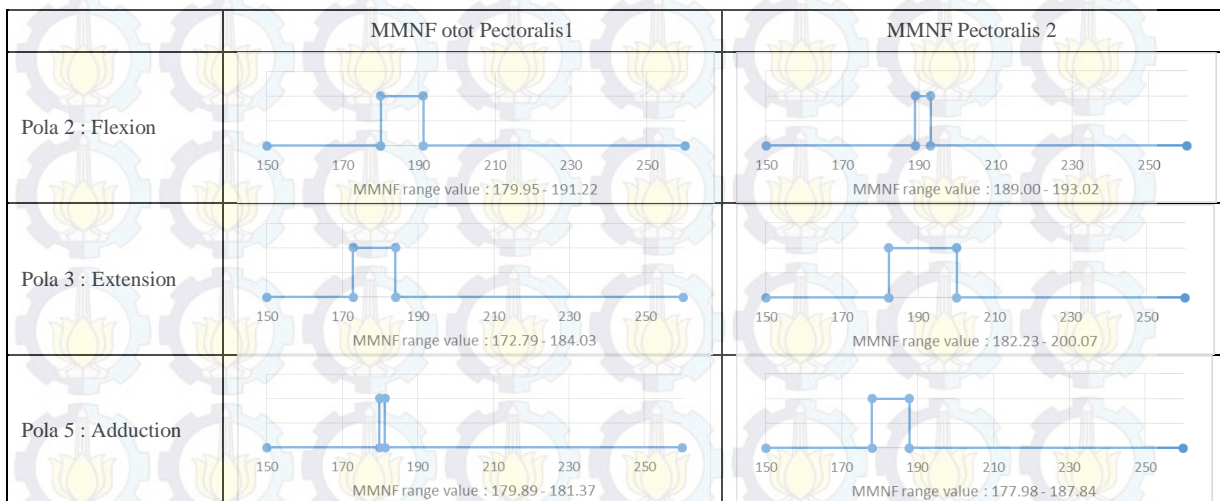 MMNF otot Pectoralis1
MMNF Pectoralis 2
Pola 2 : Flexion
150 170 190 210 230 250
MMNF range value : 179.95 - 191.22
150 170 190 210 230 250
MMNF range value : 189.00 - 193.02
Pola 3 : Extension
150 170 190 210 230 250
MMNF range value : 172.79 - 184.03
150 170 190 210 230 250
MMNF range value : 182.23 - 200.07
Pola 5 : Adduction
150 170 190 210 230 250
MMNF range value : 179.89 - 181.37
150 170 190 210 230 250
MMNF range value : 177.98 - 187.84